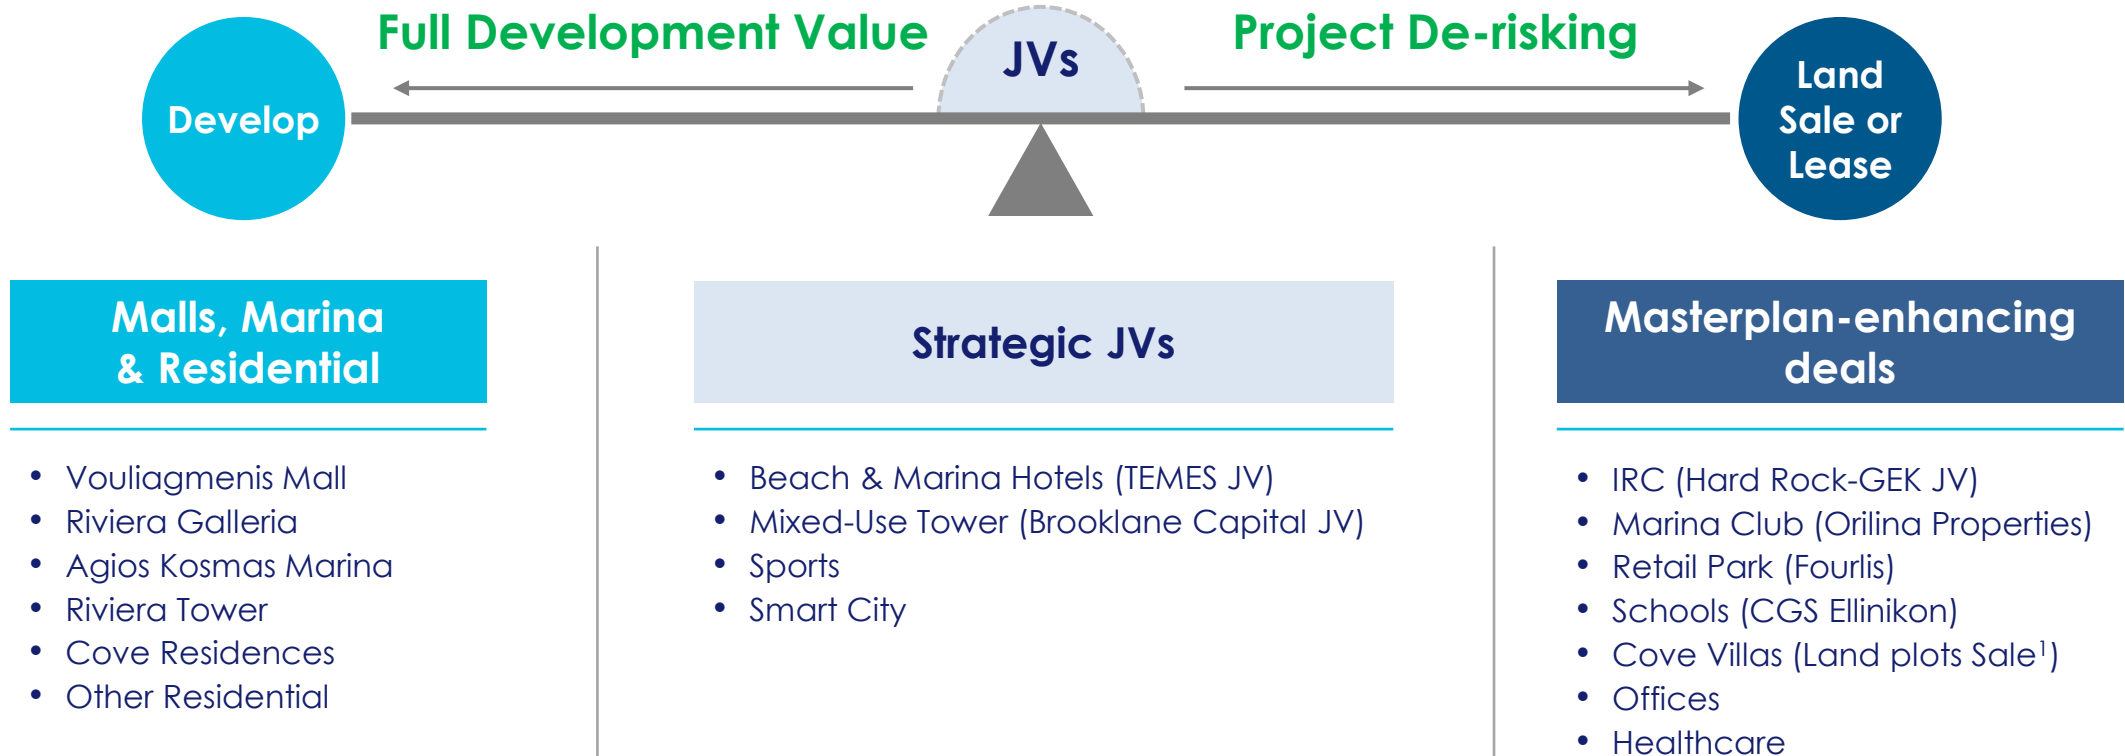 Full Development Value
JVs
Project De-risking
Develop
Land
Sale or
Lease
Malls, Marina
& Residential
Strategic JVs
Masterplan-enhancing
deals
• Vouliagmenis Mall
• Riviera Galleria
• Agios Kosmas Marina
• Riviera Tower
• Cove Residences
• Other Residential
• Beach & Marina Hotels (TEMES JV)
• Mixed-Use Tower (Brooklane Capital JV)
• Sports
• Smart City
• IRC (Hard Rock-GEK JV)
• Marina Club (Orilina Properties)
• Retail Park (Fourlis)
• Schools (CGS Ellinikon)
• Cove Villas (Land plots Sale¹)
• Offices
• Healthcare